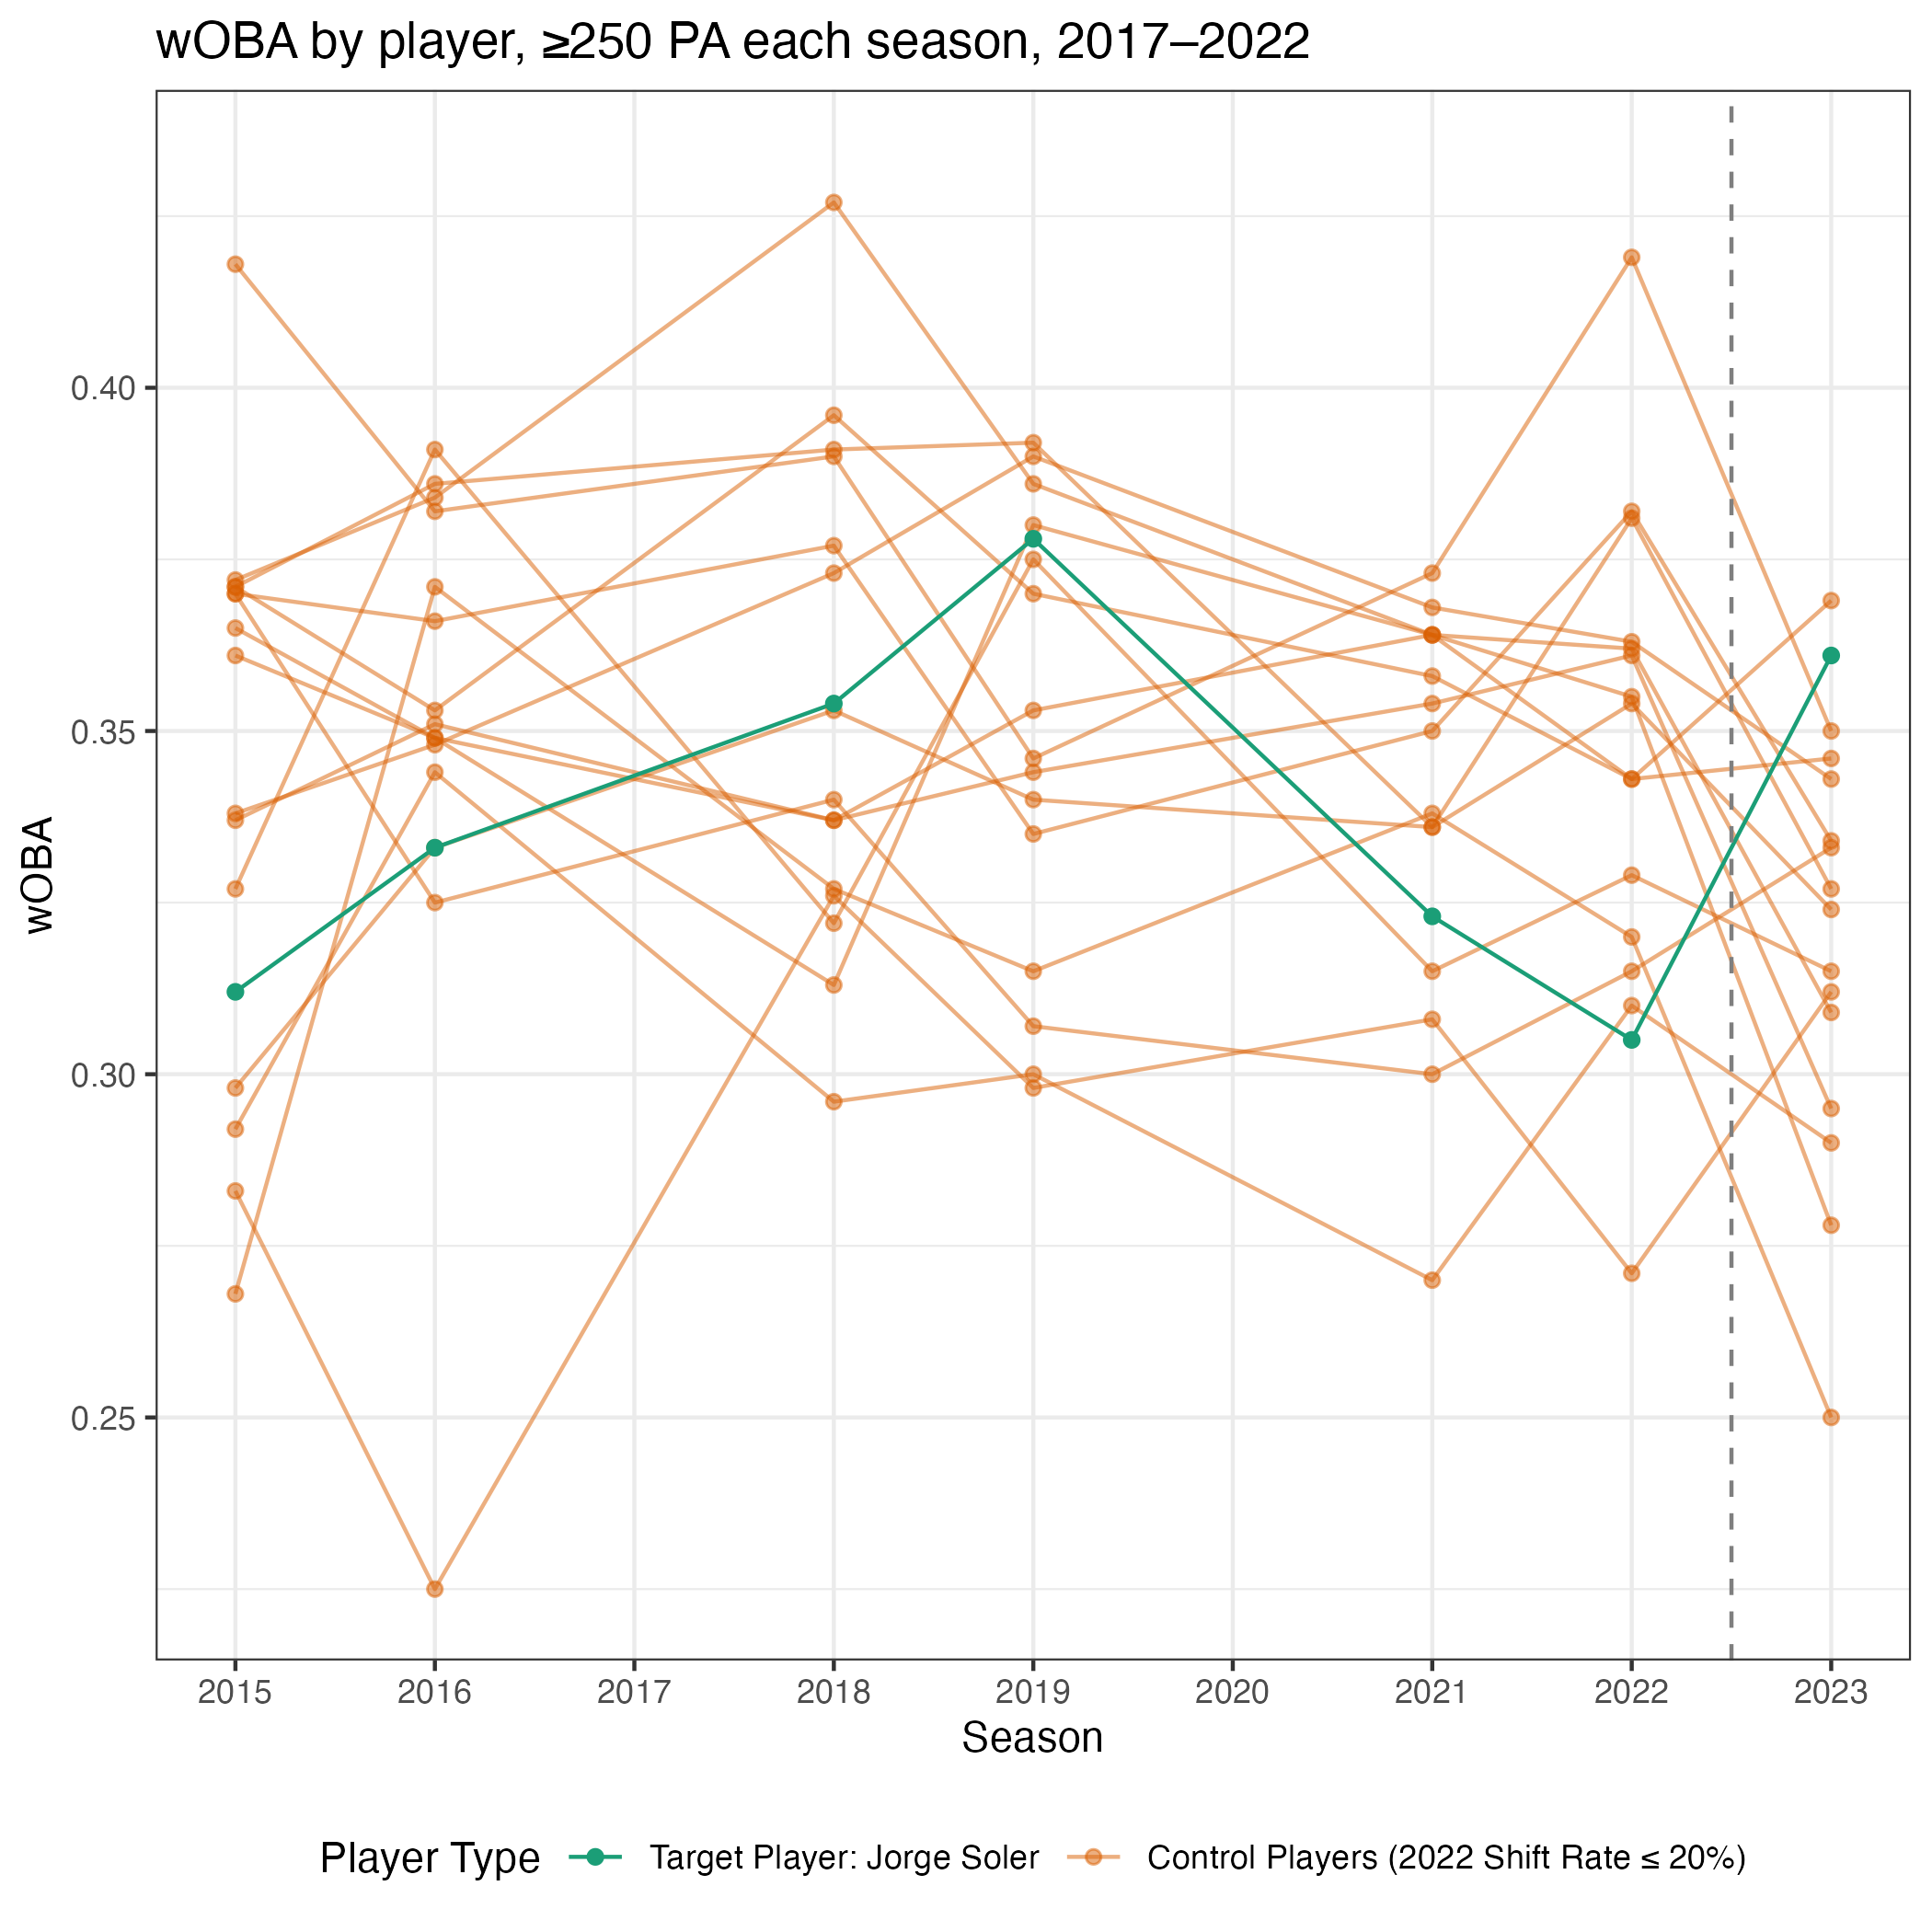 wOBA by player, ≥250 PA each season, 2017–2022
wOBA
0.40
0.35
0.30
0.25
2015 2016 2017 2018 2019 2020 2021 2022 2023
Season
Player Type Target Player: Jorge Soler Control Players (2022 Shift Rate ≤ 20%)